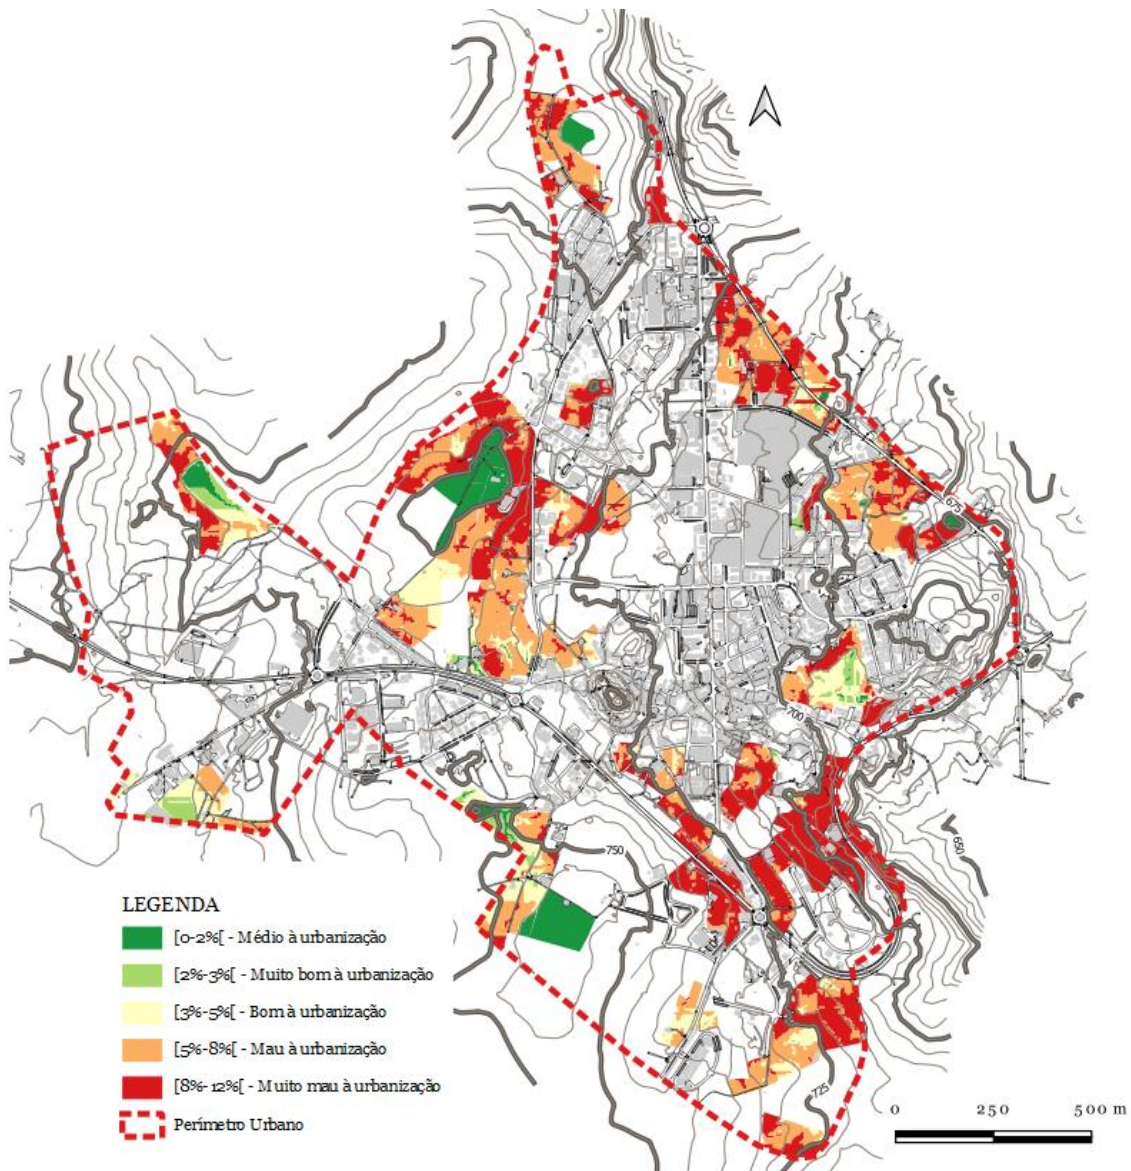 675
700
750
650
725
LEGENDA
[0-2%[ - Médio à urbanização
[2%-3%[ - Muito bom à urbanização
[3%-5%[ - Bom à urbanização
[5%-8%[ - Mau à urbanização
[8%-12%[ - Muito mau à urbanização
Perímetro Urbano
0 250 500 m